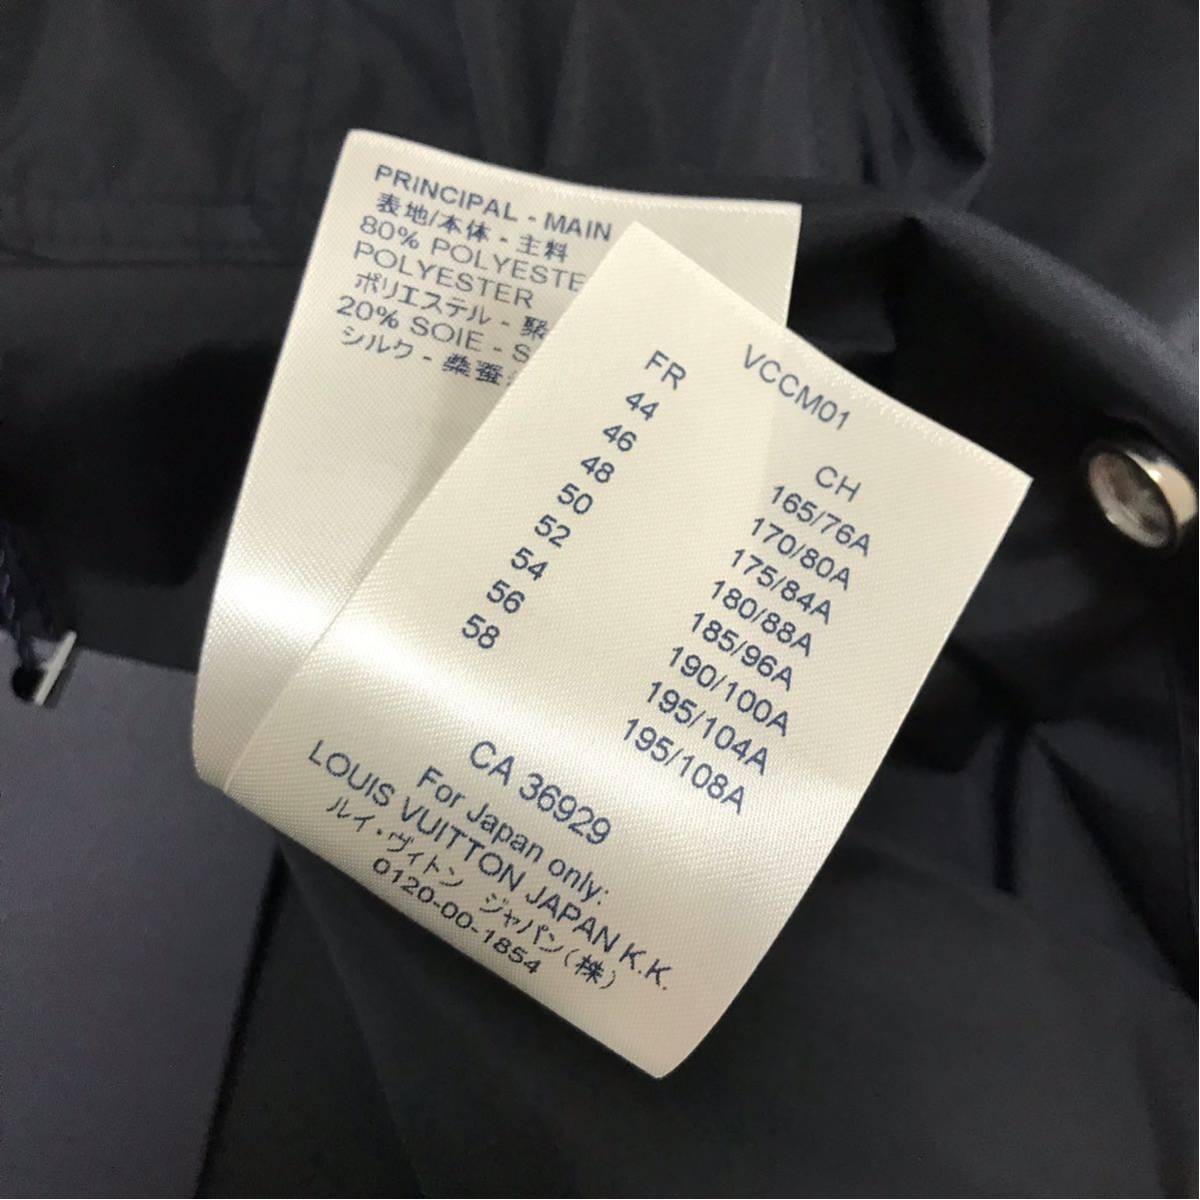 PRINCIPAL - MAIN
表地/本体 - 主料
80%
POLYESTER
ポリエステル - 聚
20% SOIE -
シルク - 桑蚕
VCCM01
FR CH
44 165/76A
46 170/80A
48 175/84A
50 180/88A
52 185/96A
54 190/100A
56 195/104A
58 195/108A
CA 36929
For Japan only:
LOUIS VUITTON JAPAN K.K.
ルイ・ヴィトン ジャパン(株)
0120-00-1854